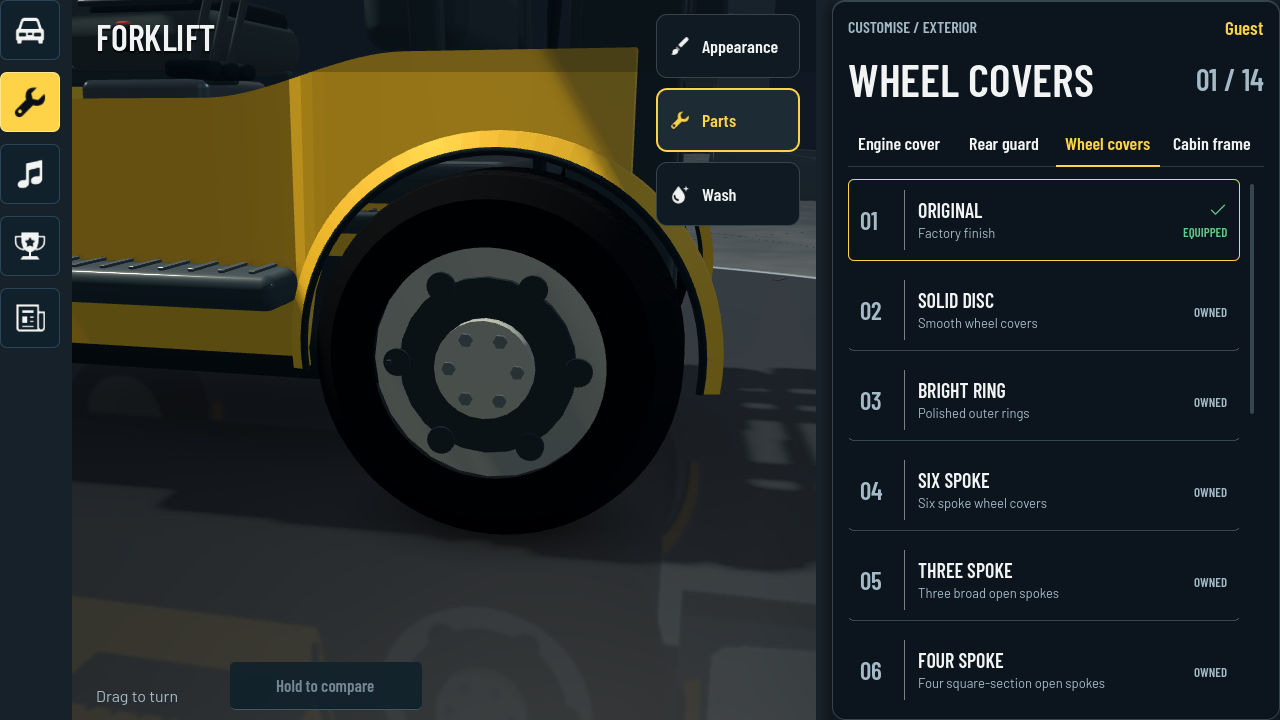 FORKLIFT
Appearance
Parts
Wash
Drag to turn
Hold to compare
CUSTOMISE / EXTERIOR
Guest
WHEEL COVERS
01 / 14
Engine cover
Rear guard
Wheel covers
Cabin frame
01
ORIGINAL
Factory finish
EQUIPPED
02
SOLID DISC
Smooth wheel covers
OWNED
03
BRIGHT RING
Polished outer rings
OWNED
04
SIX SPOKE
Six spoke wheel covers
OWNED
05
THREE SPOKE
Three broad open spokes
OWNED
06
FOUR SPOKE
Four square-section open spokes
OWNED